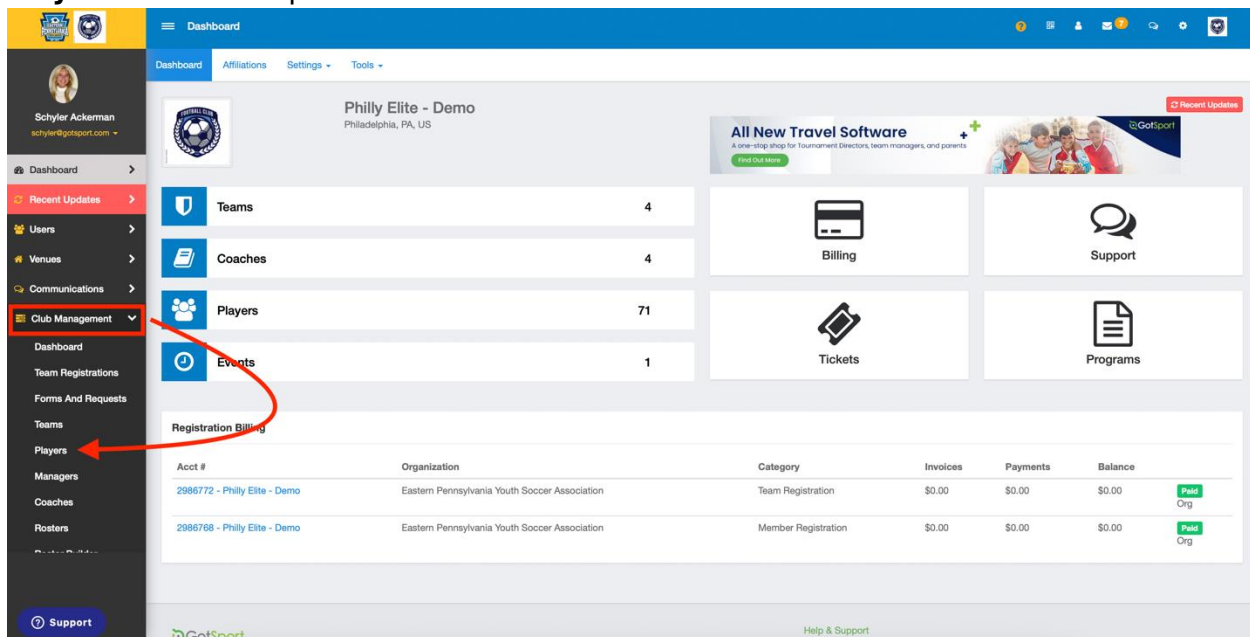 Dashboard
7
Dashboard Affiliations Settings Tools
Schyler Ackerman
schyler@gotsport.com
Philly Elite - Demo
Philadelphia, PA, US
Recent Updates
All New Travel Software
A one-stop shop for Tournament Directors, team managers, and parents
Find Out More
GotSport
Dashboard
Recent Updates
Users
Venues
Communications
Club Management
Dashboard
Team Registrations
Forms And Requests
Teams
Players
Managers
Coaches
Rosters
Support
Teams 4
Coaches 4
Players 71
Events 1
Billing
Support
Tickets
Programs
Registration Billing
Acct # Organization Category Invoices Payments Balance
2986772 - Philly Elite - Demo Eastern Pennsylvania Youth Soccer Association Team Registration $0.00 $0.00 $0.00 Paid
Org
2986768 - Philly Elite - Demo Eastern Pennsylvania Youth Soccer Association Member Registration $0.00 $0.00 $0.00 Paid
Org
GotSport
Help & Support